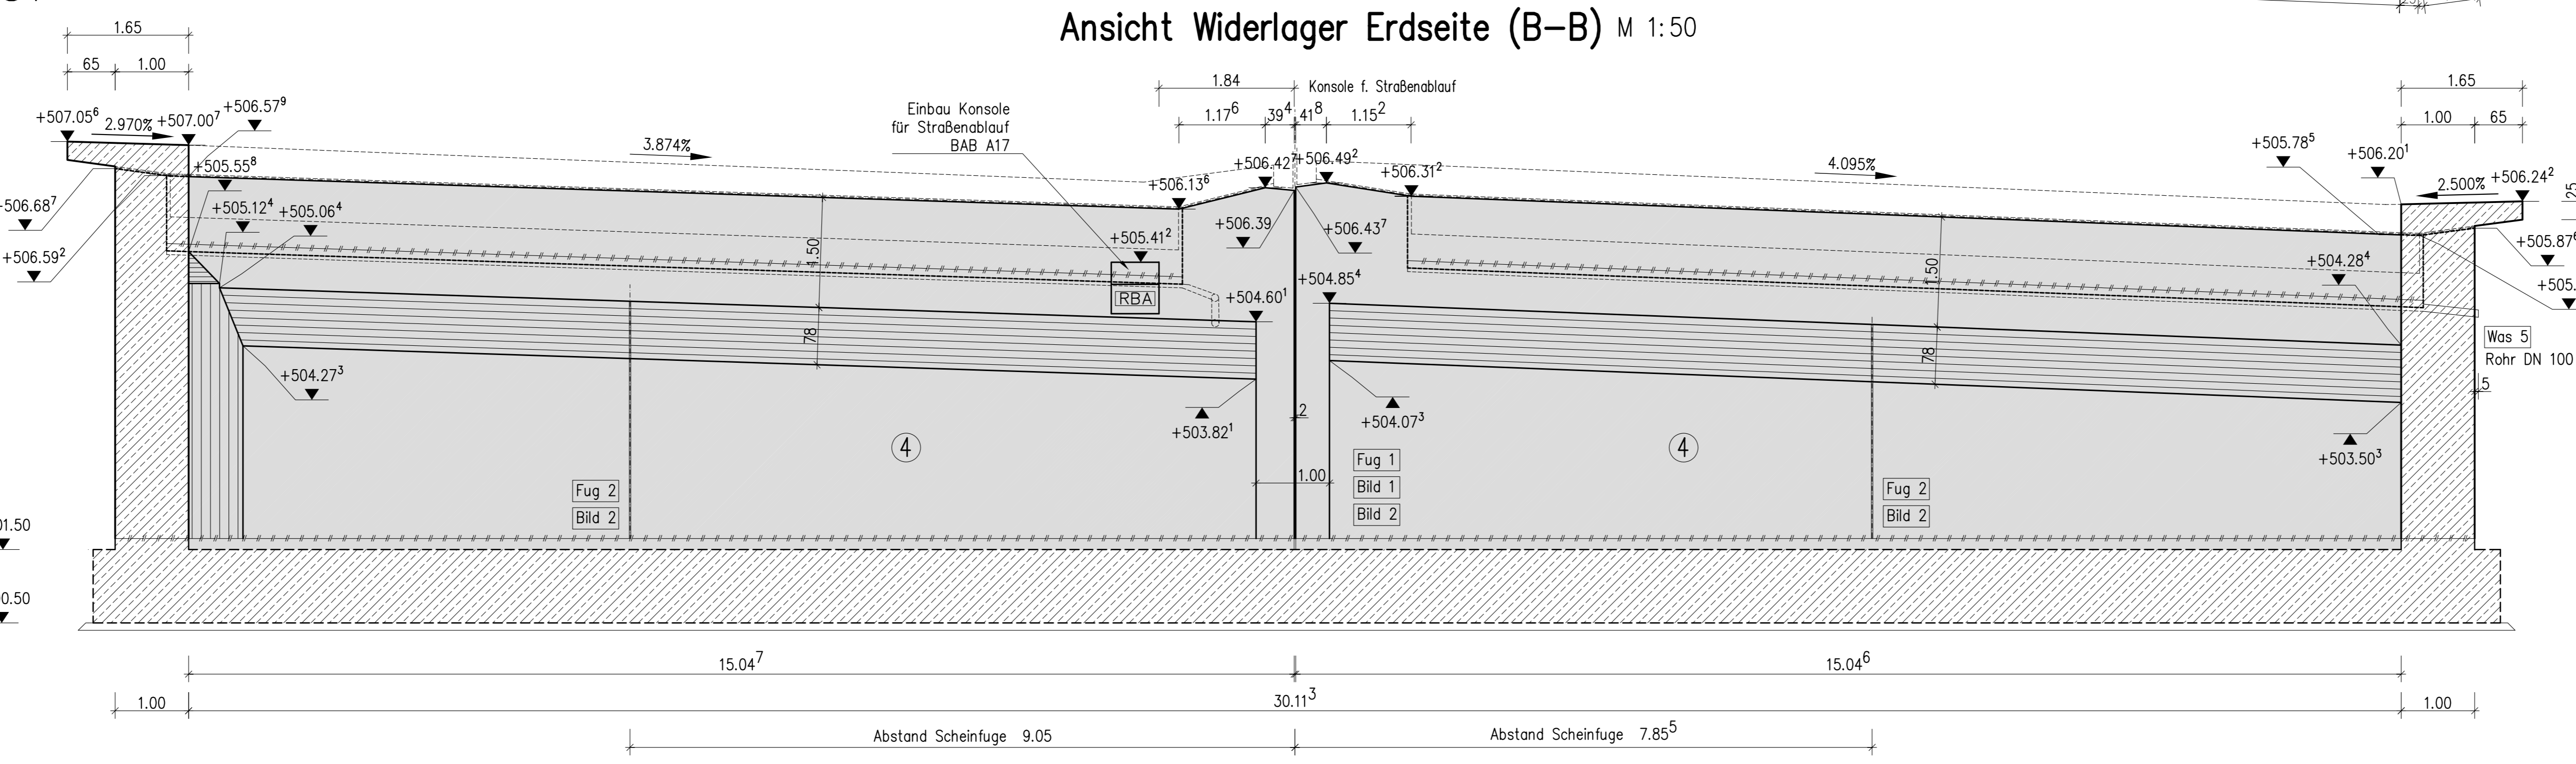 Ansicht Widerlager Erdseite (B–B) M 1:50
1.65
65 1.00
1.84
Konsole f. Straßenablauf
1.17⁶ 39⁴ 41⁸ 1.15²
1.65
1.00 65
+507.05⁶
2.970%
+507.00⁷
+506.57⁹
3.874%
Einbau Konsole
für Straßenablauf
BAB A17
+505.55⁸
+505.12⁴
+505.06⁴
+506.68⁷
+506.59²
+506.13⁶
+506.42⁷
+506.49²
+506.31²
+506.39
+506.43⁷
+505.41²
RBA
+504.60¹
+504.85⁴
4.095%
+505.78⁵
+506.20¹
2.500%
+506.24²
25
+505.87⁶
+505.
+504.28⁴
1.50
78
1.50
78
Was 5
Rohr DN 100
5
+504.27³
+503.82¹
2
+504.07³
+503.50³
4
4
1.00
Fug 2
Bild 2
Fug 1
Bild 1
Bild 2
Fug 2
Bild 2
01.50
0.50
15.04⁷
15.04⁶
1.00
30.11³
1.00
Abstand Scheinfuge 9.05
Abstand Scheinfuge 7.85⁵